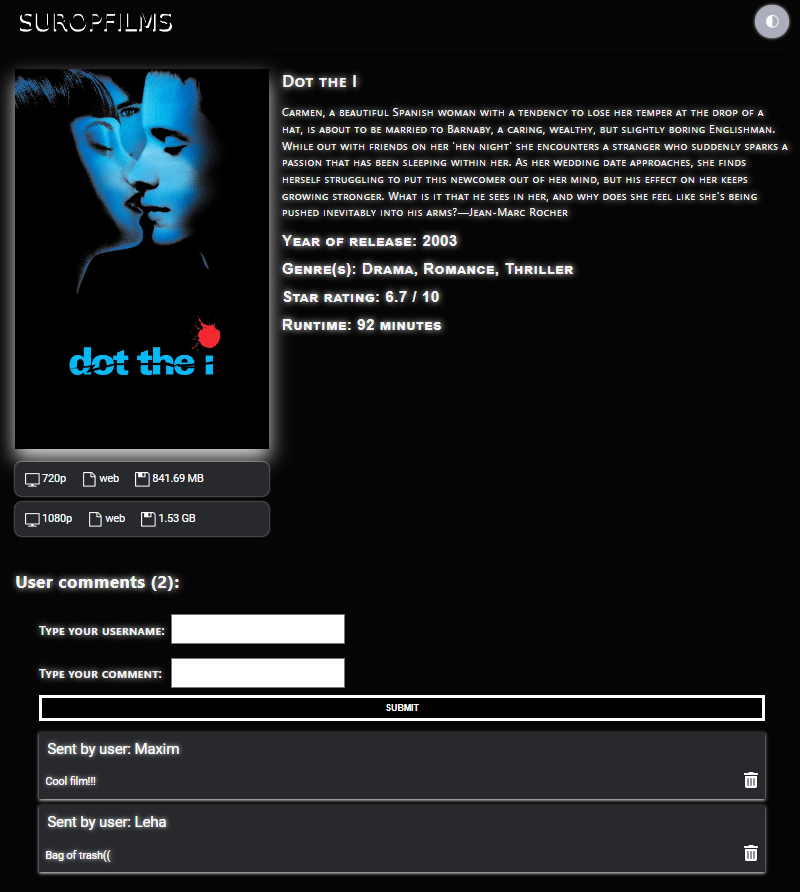 SUROPFILMS
Dot the I
Carmen, a beautiful Spanish woman with a tendency to lose her temper at the drop of a
hat, is about to be married to Barnaby, a caring, wealthy, but slightly boring Englishman.
While out with friends on her 'hen night' she encounters a stranger who suddenly sparks a
passion that has been sleeping within her. As her wedding date approaches, she finds
herself struggling to put this newcomer out of her mind, but his effect on her keeps
growing stronger. What is it that he sees in her, and why does she feel like she's being
pushed inevitably into his arms?—Jean-Marc Rocher
Year of release: 2003
Genre(s): Drama, Romance, Thriller
Star rating: 6.7 / 10
Runtime: 92 minutes
dot the i
720p web 841.69 MB
1080p web 1.53 GB
User comments (2):
Type your username:
Type your comment:
SUBMIT
Sent by user: Maxim
Cool film!!!
Sent by user: Leha
Bag of trash((